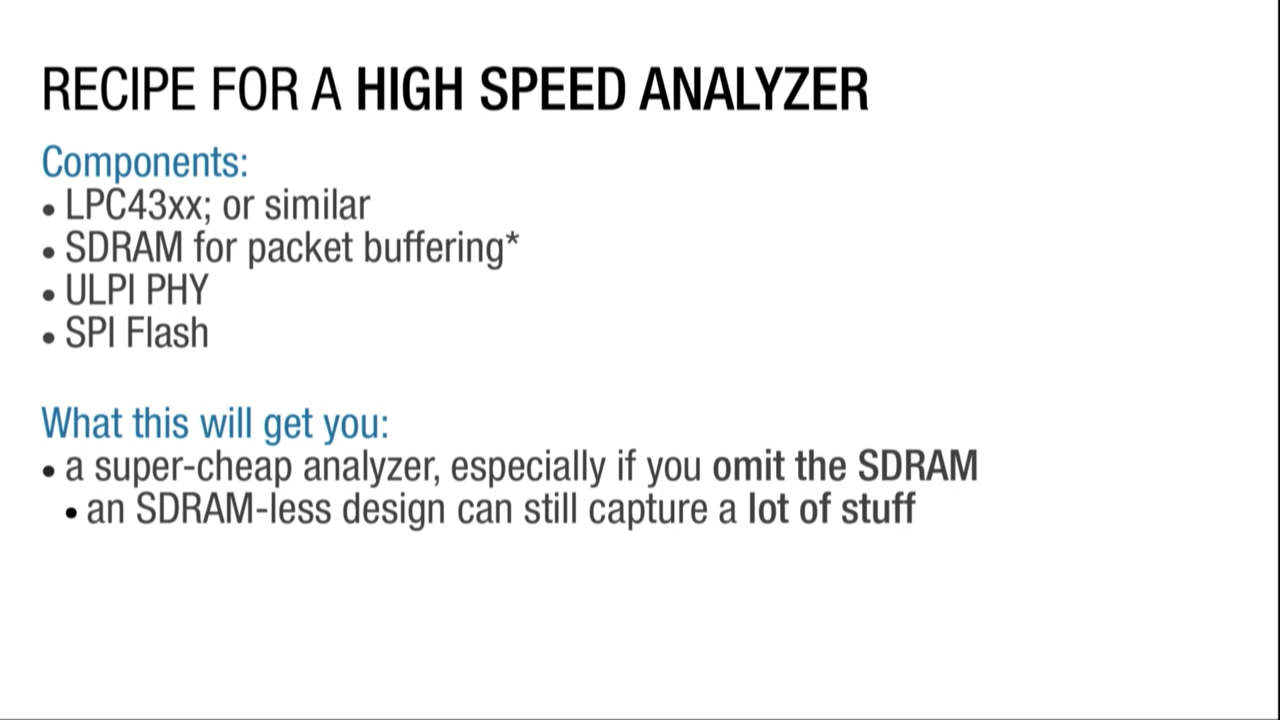 RECIPE FOR A HIGH SPEED ANALYZER
Components:
• LPC43xx; or similar
• SDRAM for packet buffering*
• ULPI PHY
• SPI Flash
What this will get you:
• a super-cheap analyzer, especially if you omit the SDRAM
• an SDRAM-less design can still capture a lot of stuff